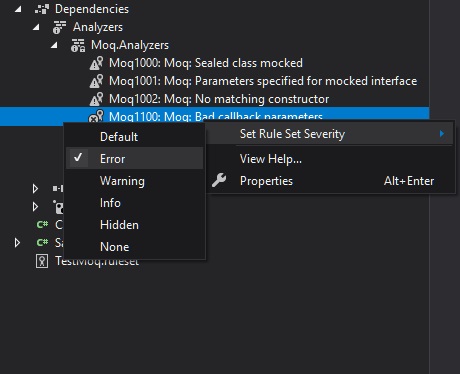 Dependencies
Analyzers
Moq.Analyzers
Moq1000: Moq: Sealed class mocked
Moq1001: Moq: Parameters specified for mocked interface
Moq1002: Moq: No matching constructor
Moq1100: Moq: Bad callback parameters
Default
Set Rule Set Severity
Error
View Help...
Warning
Properties Alt+Enter
Info
Hidden
None
C# C
C# Sa
TestMoq.ruleset